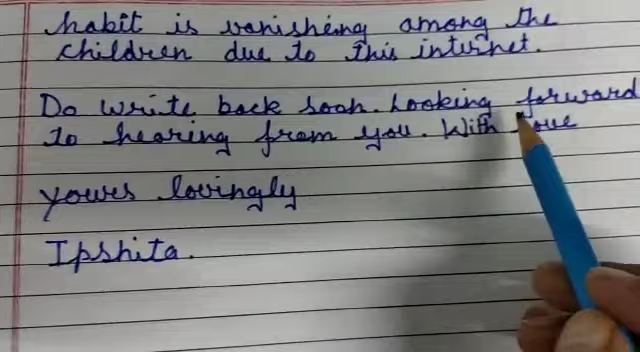 habit is vanishing among the
children due to this internet.
Do write back soon. Looking forward
to hearing from you. With love
yours lovingly
Ipshita.